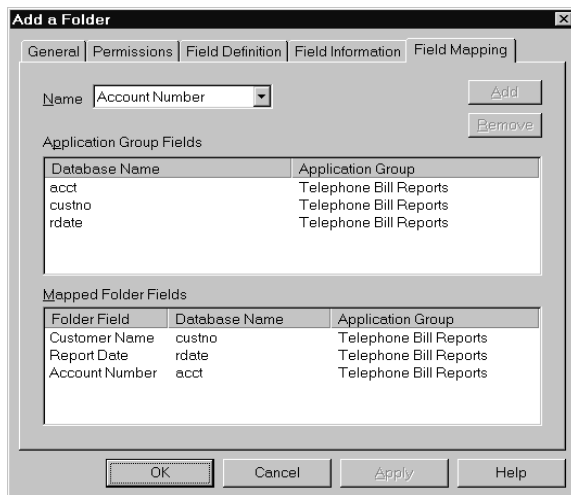 Add a Folder
General Permissions Field Definition Field Information Field Mapping
Name Account Number Add
Remove
Application Group Fields
Database Name Application Group
acct Telephone Bill Reports
custno Telephone Bill Reports
rdate Telephone Bill Reports
Mapped Folder Fields
Folder Field Database Name Application Group
Customer Name custno Telephone Bill Reports
Report Date rdate Telephone Bill Reports
Account Number acct Telephone Bill Reports
OK Cancel Apply Help